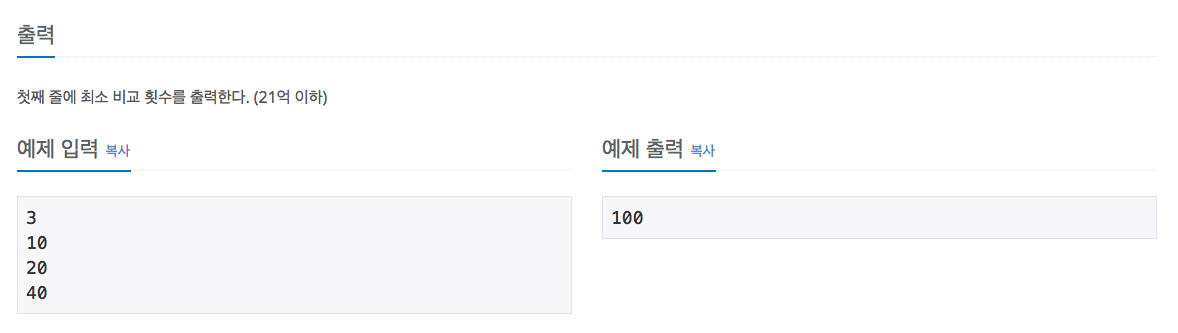 출력
첫째 줄에 최소 비교 횟수를 출력한다. (21억 이하)
예제 입력 복사
3
10
20
40
예제 출력 복사
100